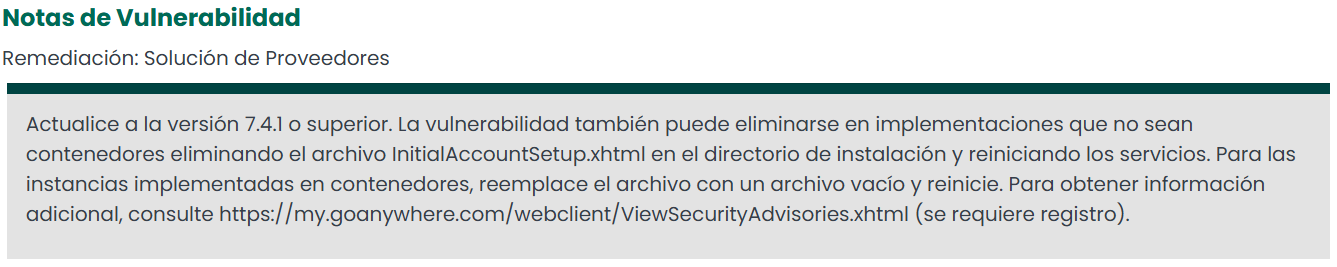 Notas de Vulnerabilidad
Remediación: Solución de Proveedores
Actualice a la versión 7.4.1 o superior. La vulnerabilidad también puede eliminarse en implementaciones que no sean
contenedores eliminando el archivo InitialAccountSetup.xhtml en el directorio de instalación y reiniciando los servicios. Para las
instancias implementadas en contenedores, reemplace el archivo con un archivo vacío y reinicie. Para obtener información
adicional, consulte https://my.goanywhere.com/webclient/ViewSecurityAdvisories.xhtml (se requiere registro).